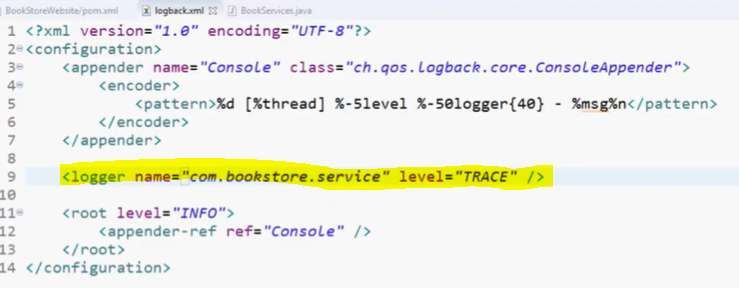 BookStoreWebsite/pom.xml logback.xml BookServices.java
1 <?xml version="1.0" encoding="UTF-8"?>
2 <configuration>
3 <appender name="Console" class="ch.qos.logback.core.ConsoleAppender">
4 <encoder>
5 <pattern>%d [%thread] %-5level %-50logger{40} - %msg%n</pattern>
6 </encoder>
7 </appender>
8
9 <logger name="com.bookstore.service" level="TRACE" />
10
11 <root level="INFO">
12 <appender-ref ref="Console" />
13 </root>
14 </configuration>